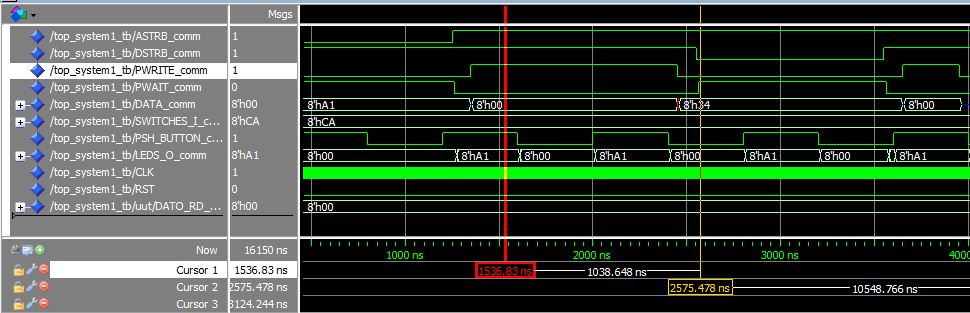 Msgs
/top_system1_tb/ASTRB_comm 1
/top_system1_tb/DSTRB_comm 1
/top_system1_tb/PWRITE_comm 1
/top_system1_tb/PWAIT_comm 0
/top_system1_tb/DATA_comm 8'h00 8'hA1 8'h00 8'h34 8'h00
/top_system1_tb/SWITCHES_I_c... 8'hCA 8'hCA
/top_system1_tb/PSH_BUTTON_c... 1
/top_system1_tb/LEDS_O_comm 8'hA1 8'h00 8'hA1 8'h00 8'hA1 8'h00 8'hA1 8'h00 8'hA1
/top_system1_tb/CLK 1
/top_system1_tb/RST 0
/top_system1_tb/uut/DATO_RD_... 8'h00 8'h00
Now 16150 ns 1000 ns 2000 ns 3000 ns 4000 ns
Cursor 1 1536.83 ns 1536.83 ns 1038.648 ns
Cursor 2 2575.478 ns 2575.478 ns 10548.766 ns
Cursor 3 3124.244 ns